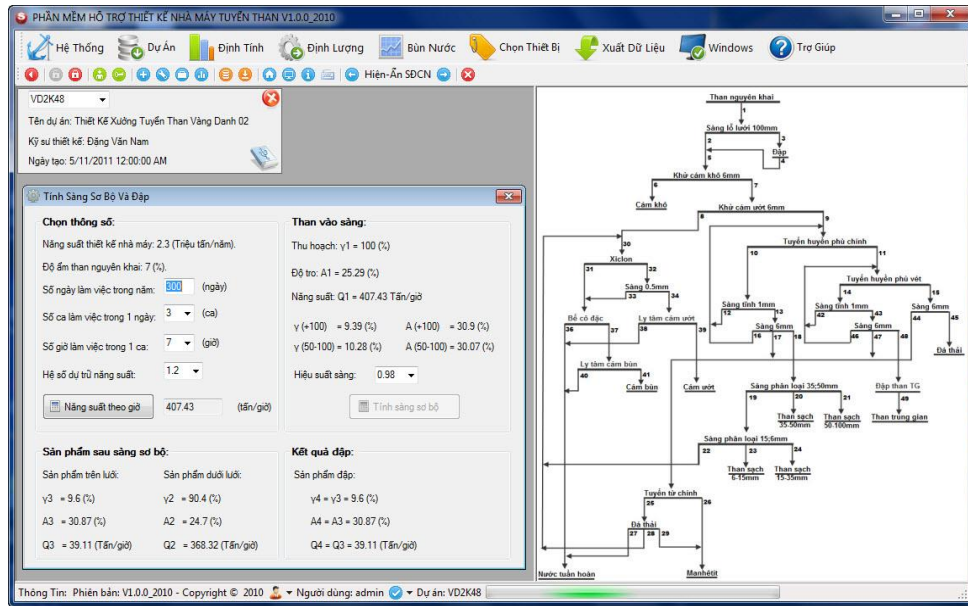 PHẦN MỀM HỖ TRỢ THIẾT KẾ NHÀ MÁY TUYỂN THAN V1.0.0_2010
Hệ Thống Dự Án Định Tính Định Lượng Bùn Nước Chọn Thiết Bị Xuất Dữ Liệu Windows Trợ Giúp
Hiện-Ẩn SĐCN
VD2K48
Tên dự án: Thiết Kế Xưởng Tuyển Than Vàng Danh 02
Kỹ sư thiết kế: Đặng Văn Nam
Ngày tạo: 5/11/2011 12:00:00 AM
Tính Sàng Sơ Bộ Và Đập
Chọn thông số:
Năng suất thiết kế nhà máy: 2.3 (Triệu tấn/năm).
Độ ẩm than nguyên khai: 7 (%).
Số ngày làm việc trong năm: 300 (ngày)
Số ca làm việc trong 1 ngày: 3 (ca)
Số giờ làm việc trong 1 ca: 7 (giờ)
Hệ số dự trữ năng suất: 1.2
Năng suất theo giờ 407.43 (tấn/giờ)
Than vào sàng:
Thu hoạch: γ1 = 100 (%)
Độ tro: A1 = 25.29 (%)
Năng suất: Q1 = 407.43 Tấn/giờ
γ (+100) = 9.39 (%) A (+100) = 30.9 (%)
γ (50-100) = 10.28 (%) A (50-100) = 30.07 (%)
Hiệu suất sàng: 0.98
Tính sàng sơ bộ
Sản phẩm sau sàng sơ bộ:
Sản phẩm trên lưới: Sản phẩm dưới lưới:
γ3 = 9.6 (%) γ2 = 90.4 (%)
A3 = 30.87 (%) A2 = 24.7 (%)
Q3 = 39.11 (Tấn/giờ) Q2 = 368.32 (Tấn/giờ)
Kết quả đập:
Sản phẩm đập:
γ4 = γ3 = 9.6 (%)
A4 = A3 = 30.87 (%)
Q4 = Q3 = 39.11 (Tấn/giờ)
Than nguyên khai
1
Sàng lỗ lưới 100mm
2 3
Đập
5 4
Khử cám khô 6mm
6 7
Cám khô
Khử cám ướt 6mm
8 9
30
Tuyển huyền phù chính
10 11
Xiclon
31 32
Tuyển huyền phù vét
14 15
Sàng 0.5mm
33 34
Sàng tĩnh 1mm Sàng tĩnh 1mm Sàng 6mm
12 13 42 43 44 45
Bể cô đặc Ly tâm cám ướt Sàng 6mm Sàng 6mm
36 37 38 39 16 17 18 46 47 48
Đá thải
Ly tâm cám bùn
40 41
Cám bùn Cám ướt
Sàng phân loại 35;50mm Đập than TG
19 20 21 49
Than sạch Than sạch Than trung gian
35-50mm 50-100mm
Sàng phân loại 15;6mm
22 23 24
Than sạch Than sạch
6-15mm 15-35mm
Tuyển từ chính
25 26
Đá thải
27 28 29
Nước tuần hoàn Manhêtit
Thông Tin: Phiên bản: V1.0.0_2010 - Copyright © 2010 Người dùng: admin Dự án: VD2K48